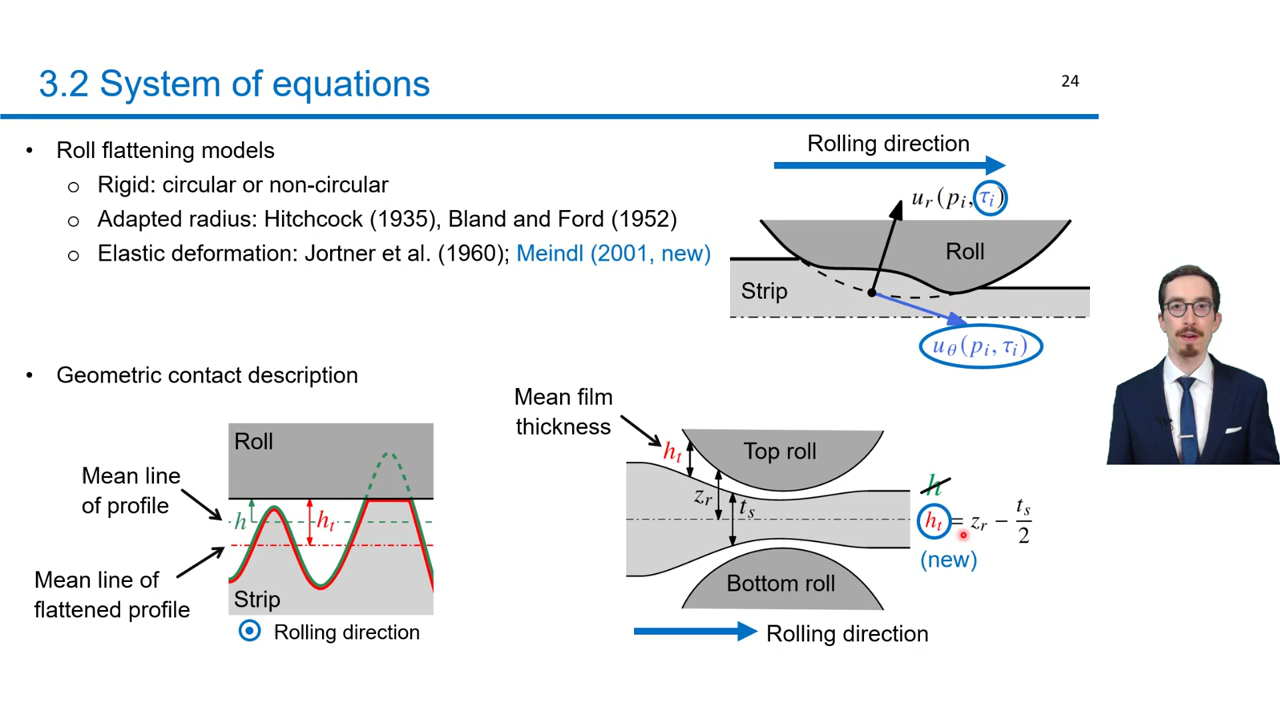 3.2 System of equations
24
• Roll flattening models
o Rigid: circular or non-circular
o Adapted radius: Hitchcock (1935), Bland and Ford (1952)
o Elastic deformation: Jortner et al. (1960); Meindl (2001, new)
Rolling direction
u_r(p_i, τ_i)
Roll
Strip
u_θ(p_i, τ_i)
• Geometric contact description
Roll
Mean line
of profile
h
h_t
Mean line of
flattened profile
Strip
Rolling direction
Mean film
thickness
h_t
Top roll
z_r
t_s
h
h_t = z_r − t_s/2
(new)
Bottom roll
Rolling direction